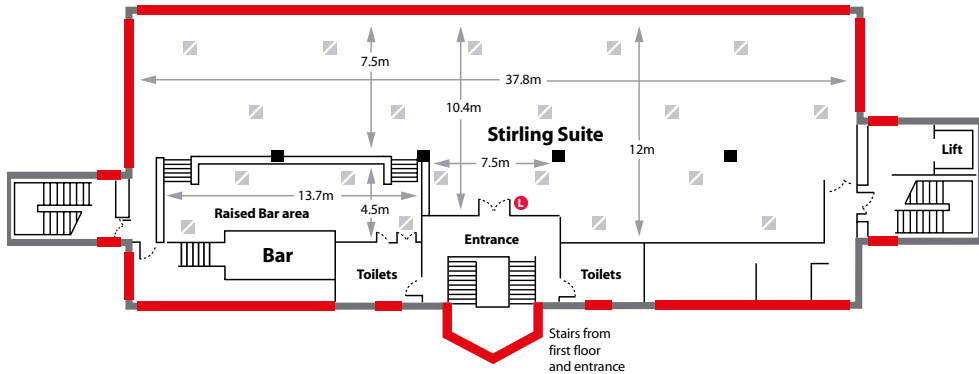 7.5m
37.8m
10.4m
Stirling Suite
12m
Lift
7.5m
13.7m
4.5m
Raised Bar area
L
Entrance
Bar
Toilets
Toilets
Stairs from
first floor
and entrance